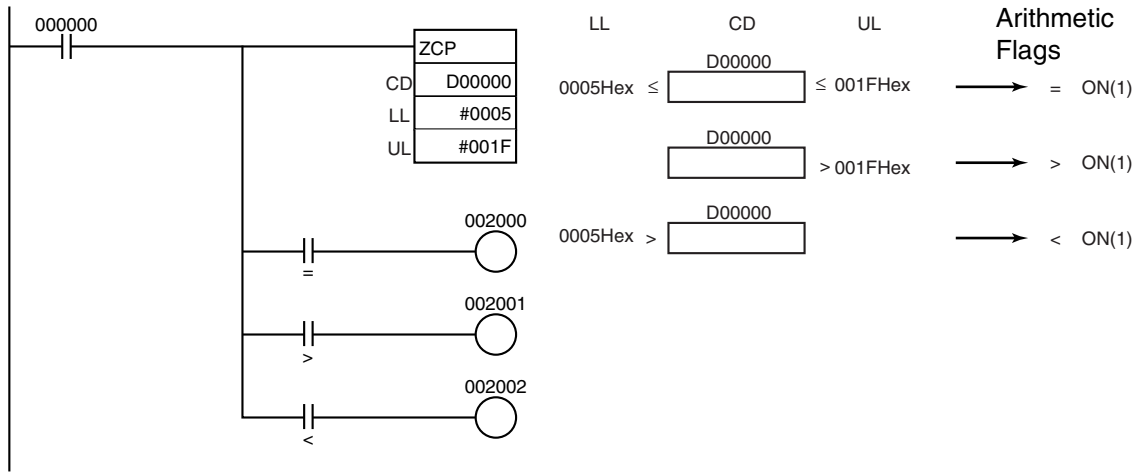 000000
ZCP
CD D00000
LL #0005
UL #001F
002000
=
002001
>
002002
<
LL CD UL Arithmetic
Flags
D00000
0005Hex ≤ ≤ 001FHex = ON(1)
D00000
> 001FHex > ON(1)
D00000
0005Hex > < ON(1)